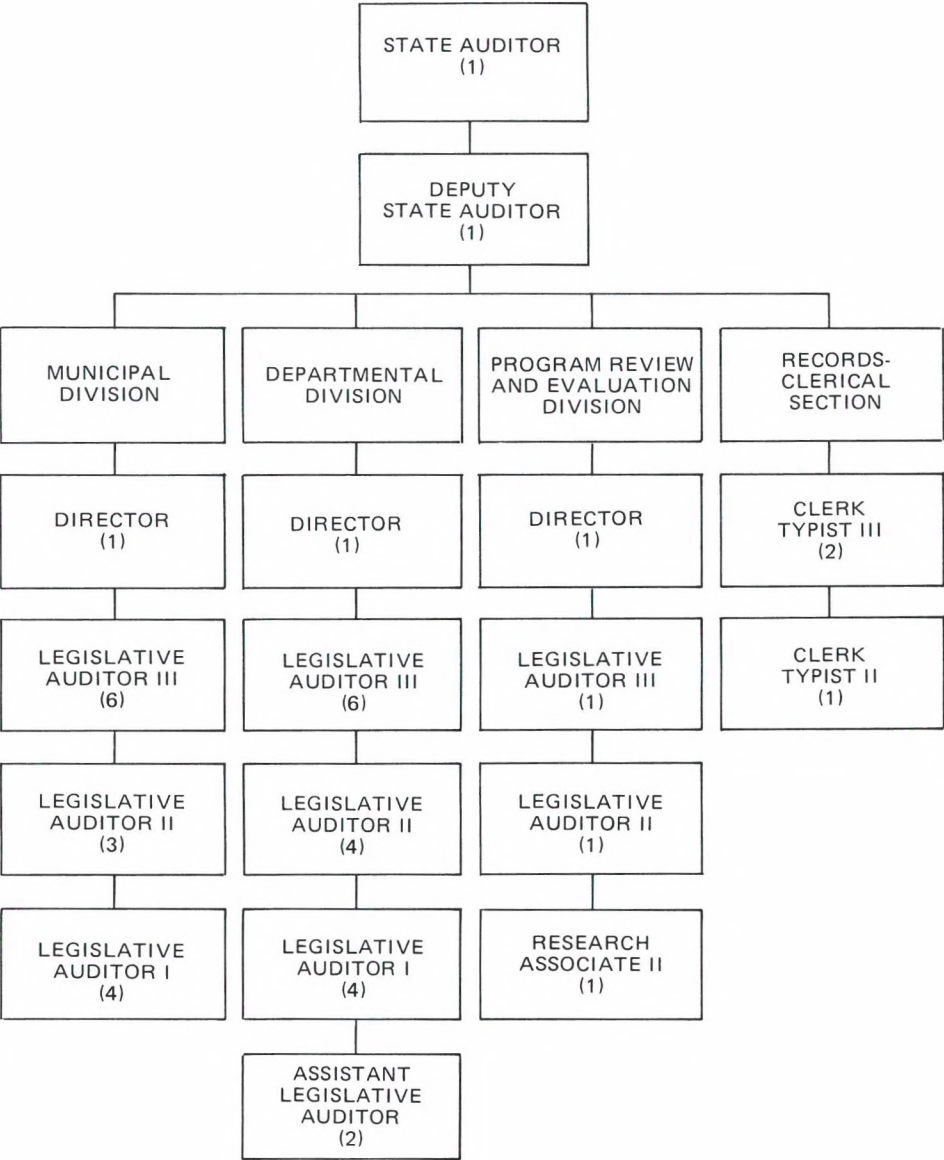 STATE AUDITOR
(1)
DEPUTY
STATE AUDITOR
(1)
MUNICIPAL
DIVISION
DEPARTMENTAL
DIVISION
PROGRAM REVIEW
AND EVALUATION
DIVISION
RECORDS-
CLERICAL
SECTION
DIRECTOR
(1)
DIRECTOR
(1)
DIRECTOR
(1)
CLERK
TYPIST III
(2)
LEGISLATIVE
AUDITOR III
(6)
LEGISLATIVE
AUDITOR III
(6)
LEGISLATIVE
AUDITOR III
(1)
CLERK
TYPIST II
(1)
LEGISLATIVE
AUDITOR II
(3)
LEGISLATIVE
AUDITOR II
(4)
LEGISLATIVE
AUDITOR II
(1)
LEGISLATIVE
AUDITOR I
(4)
LEGISLATIVE
AUDITOR I
(4)
RESEARCH
ASSOCIATE II
(1)
ASSISTANT
LEGISLATIVE
AUDITOR
(2)